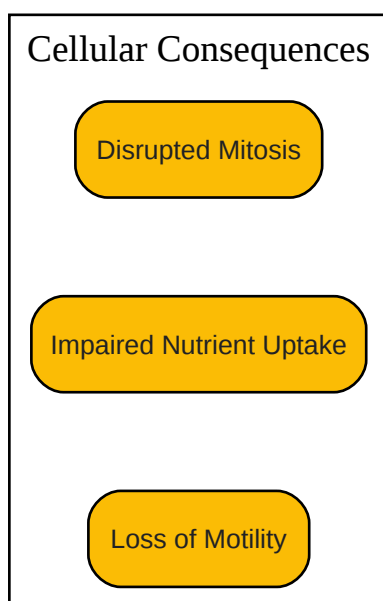 Cellular Consequences
Disrupted Mitosis
Impaired Nutrient Uptake
Loss of Motility